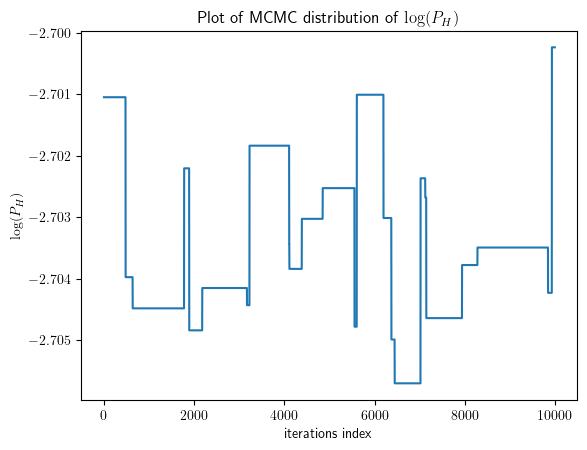 Plot of MCMC distribution of log(P_H)
log(P_H)
−2.700
−2.701
−2.702
−2.703
−2.704
−2.705
0 2000 4000 6000 8000 10000
iterations index